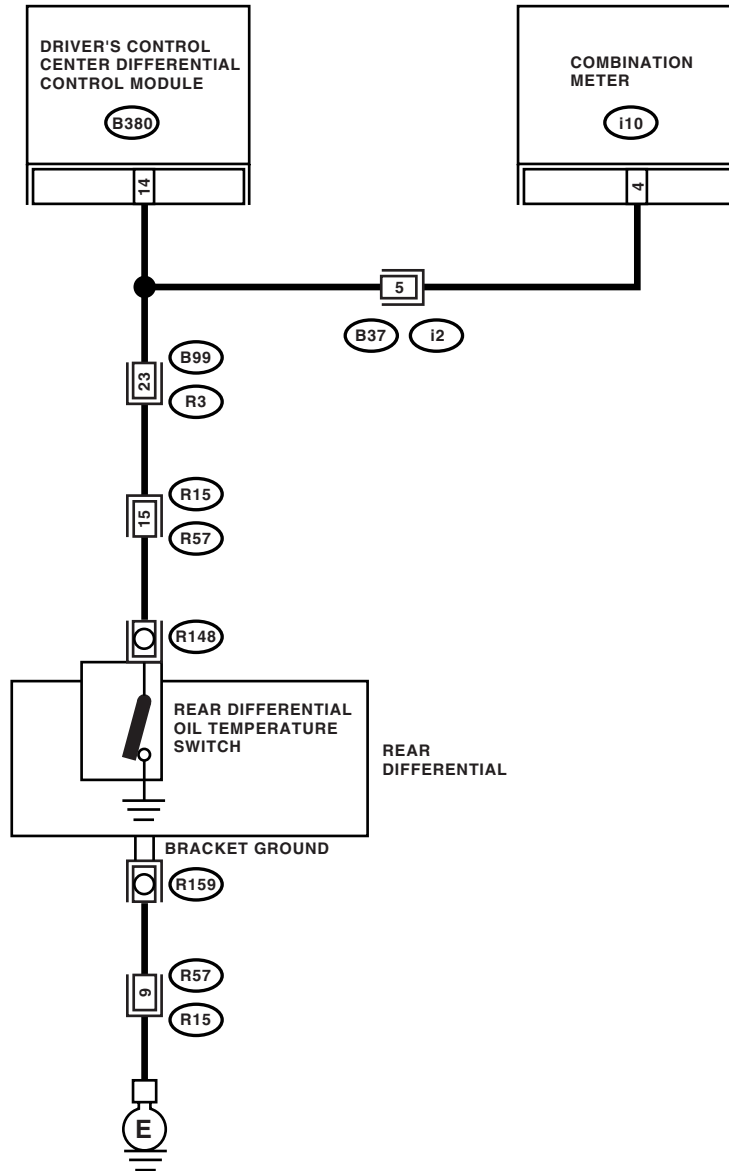 DRIVER'S CONTROL
CENTER DIFFERENTIAL
CONTROL MODULE
B380
14
COMBINATION
METER
i10
4
5
B37
i2
23
B99
R3
15
R15
R57
R148
REAR DIFFERENTIAL
OIL TEMPERATURE
SWITCH
REAR
DIFFERENTIAL
BRACKET GROUND
R159
9
R57
R15
E